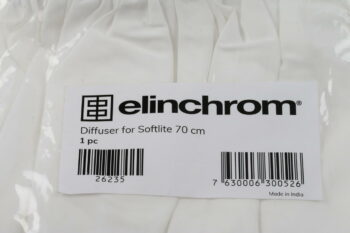 elinchrom®
Diffuser for Softlite 70 cm
1 pc
26235
7 630006 300526
Made in India